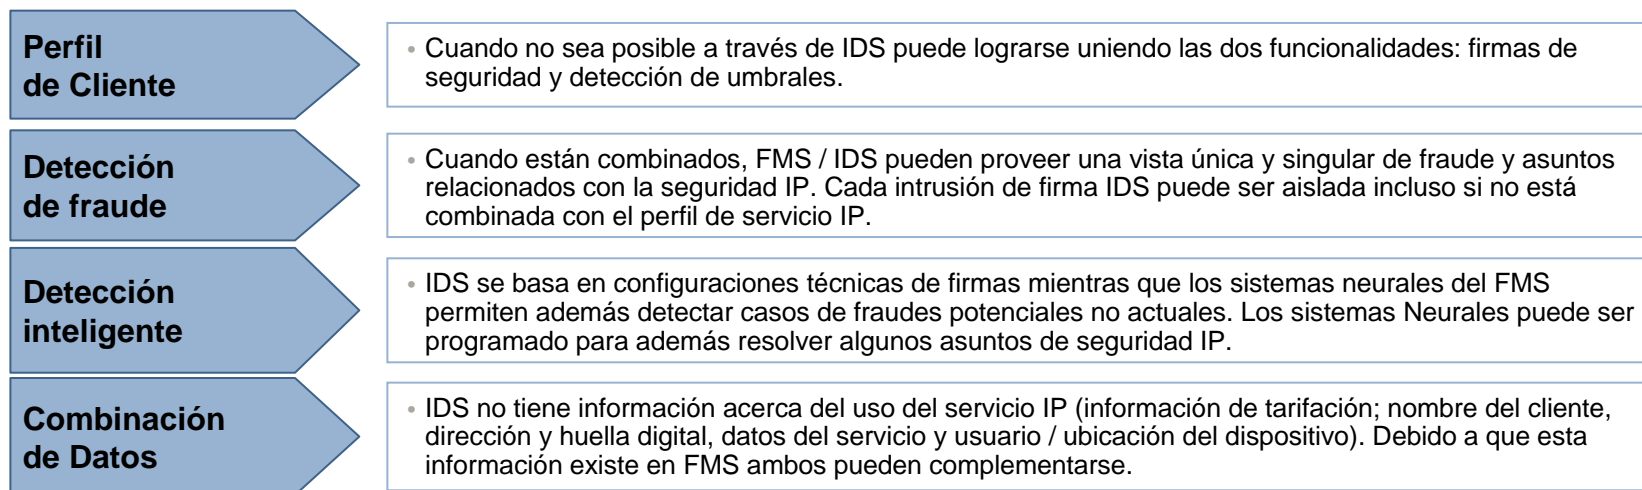 Perfil
de Cliente
• Cuando no sea posible a través de IDS puede lograrse uniendo las dos funcionalidades: firmas de
seguridad y detección de umbrales.
Detección
de fraude
• Cuando están combinados, FMS / IDS pueden proveer una vista única y singular de fraude y asuntos
relacionados con la seguridad IP. Cada intrusión de firma IDS puede ser aislada incluso si no está
combinada con el perfil de servicio IP.
Detección
inteligente
• IDS se basa en configuraciones técnicas de firmas mientras que los sistemas neurales del FMS
permiten además detectar casos de fraudes potenciales no actuales. Los sistemas Neurales puede ser
programado para además resolver algunos asuntos de seguridad IP.
Combinación
de Datos
• IDS no tiene información acerca del uso del servicio IP (información de tarifación; nombre del cliente,
dirección y huella digital, datos del servicio y usuario / ubicación del dispositivo). Debido a que esta
información existe en FMS ambos pueden complementarse.